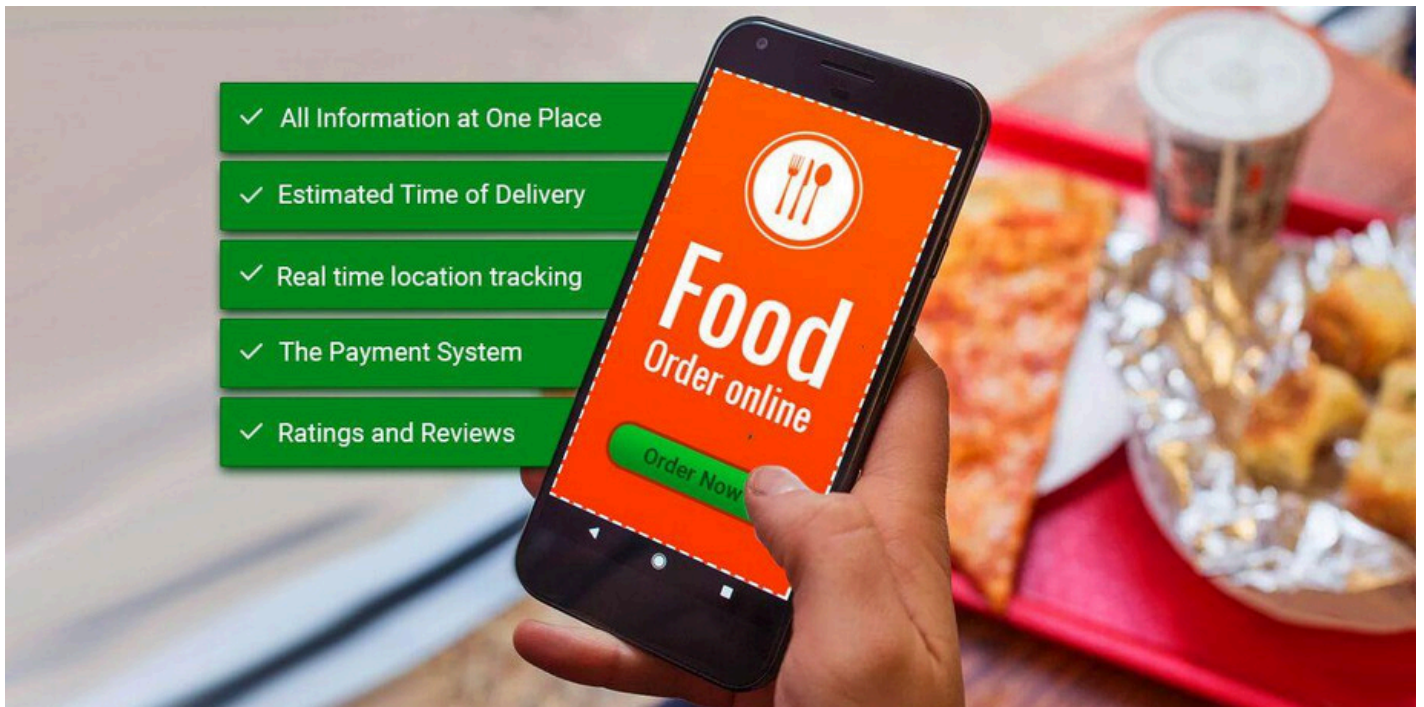 All Information at One Place
Estimated Time of Delivery
Real time location tracking
The Payment System
Ratings and Reviews
Food
Order online
Order Now